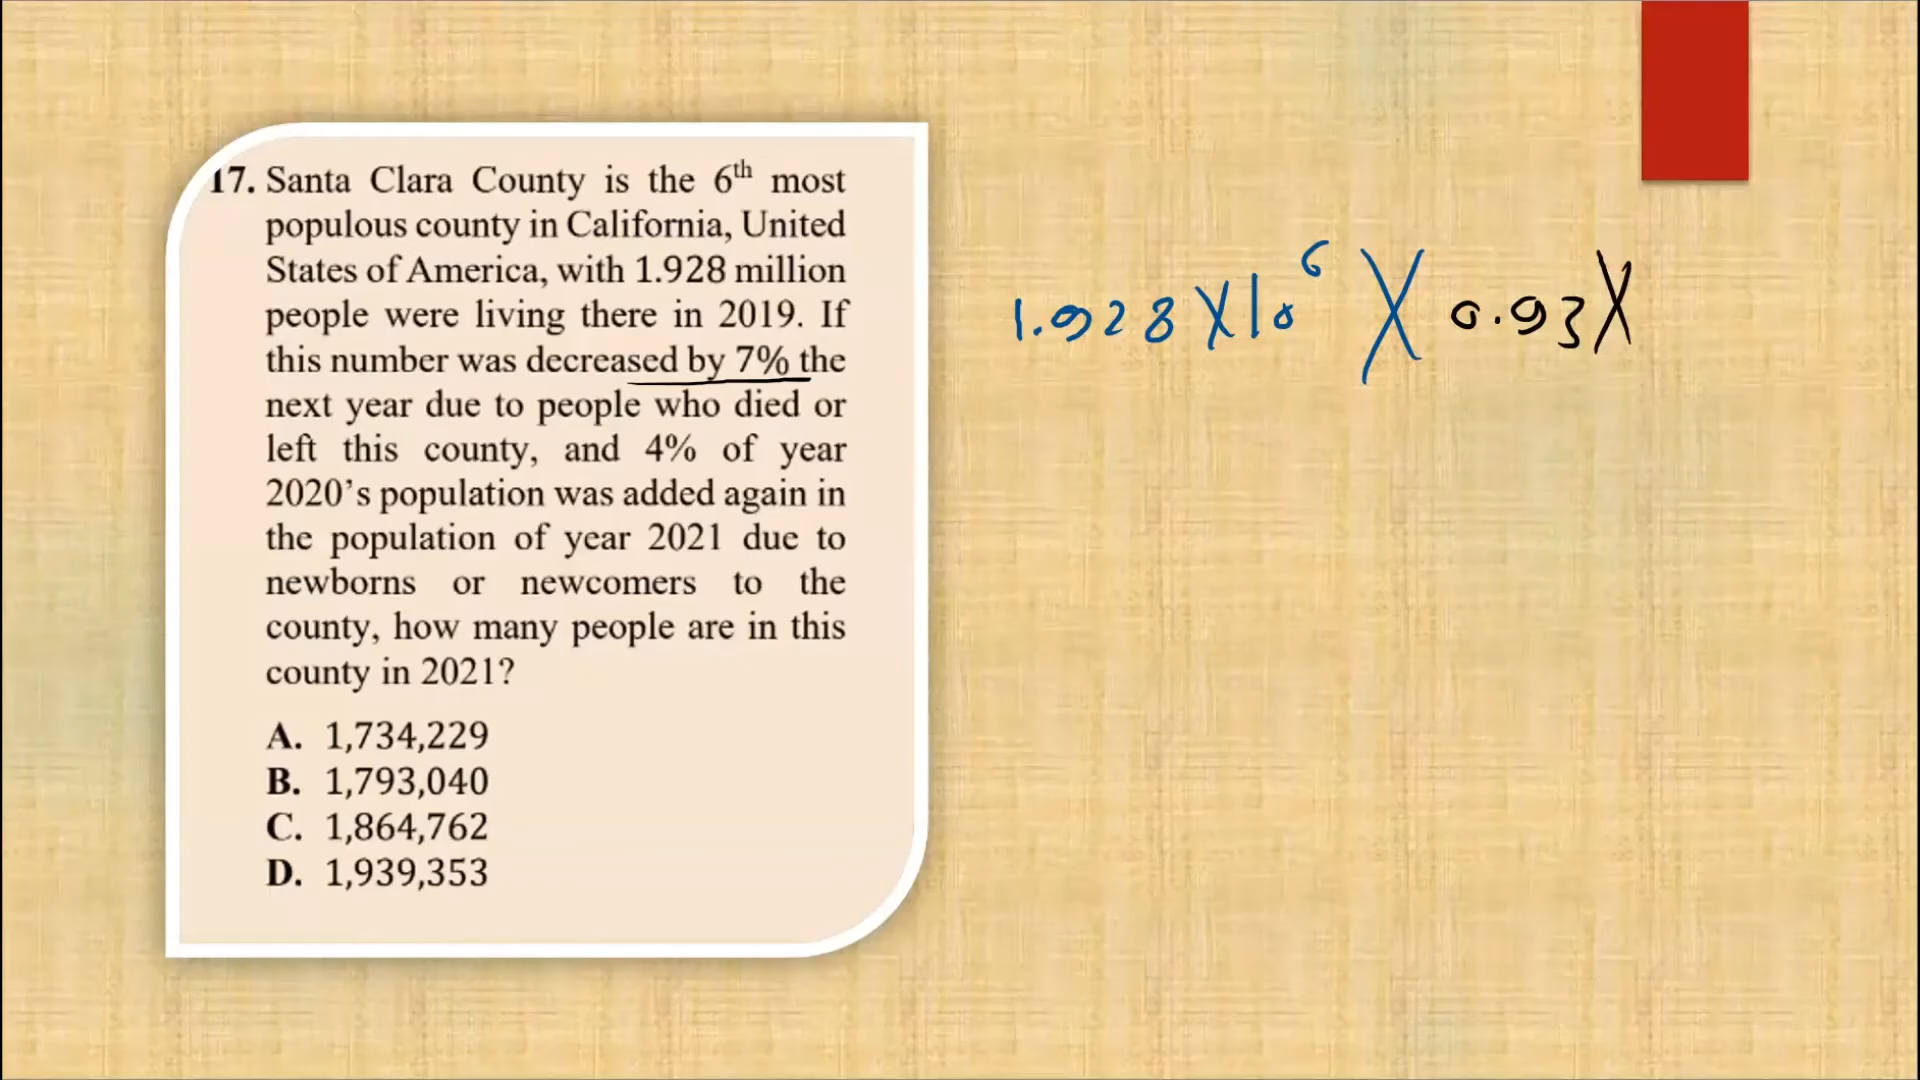 17. Santa Clara County is the 6th most
populous county in California, United
States of America, with 1.928 million
people were living there in 2019. If
this number was decreased by 7% the
next year due to people who died or
left this county, and 4% of year
2020's population was added again in
the population of year 2021 due to
newborns or newcomers to the
county, how many people are in this
county in 2021?
A. 1,734,229
B. 1,793,040
C. 1,864,762
D. 1,939,353
1.928 X 10^6 X 0.93 X